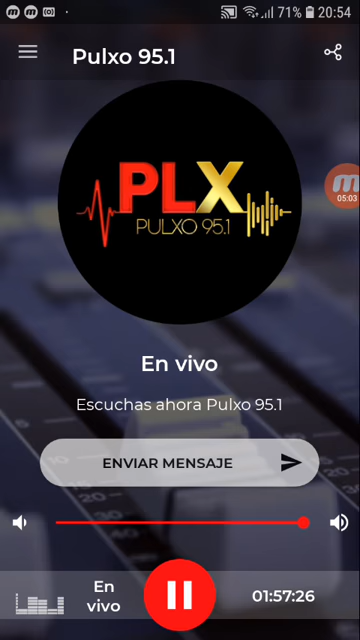 71% 20:54
Pulxo 95.1
PLX
PULXO 95.1
05:03
En vivo
Escuchas ahora Pulxo 95.1
ENVIAR MENSAJE
En
vivo
01:57:26